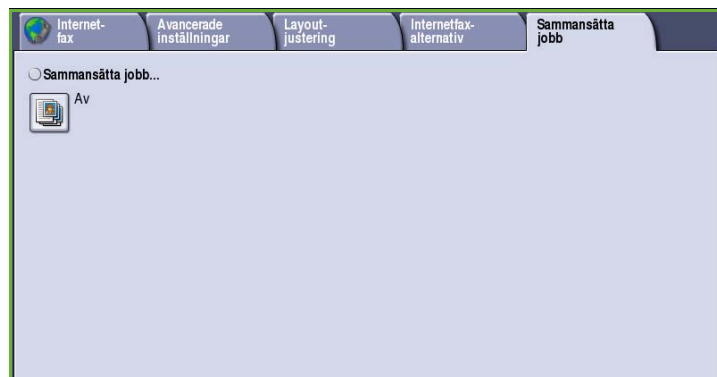 Internet-
fax
Avancerade
inställningar
Layout-
justering
Internetfax-
alternativ
Sammansätta
jobb
Sammansätta jobb...
Av